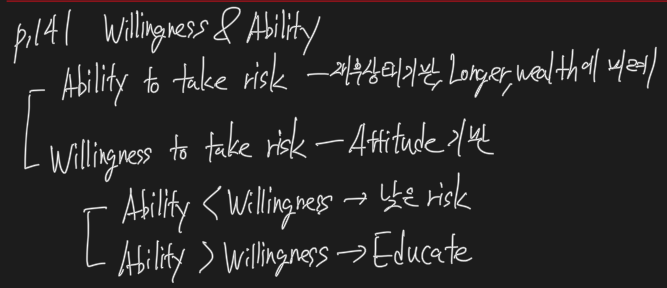 p.141 Willingness & Ability
Ability to take risk — 재무상태기반, Longer, wealth에 비례
Willingness to take risk — Attitude 기반
Ability < Willingness → 낮은 risk
Ability > Willingness → Educate